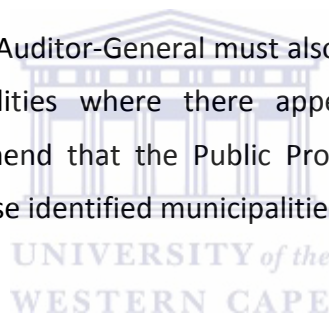 Auditor-General must also
lities where there appe
end that the Public Pro
se identified municipalitie
UNIVERSITY of the
WESTERN CAPE